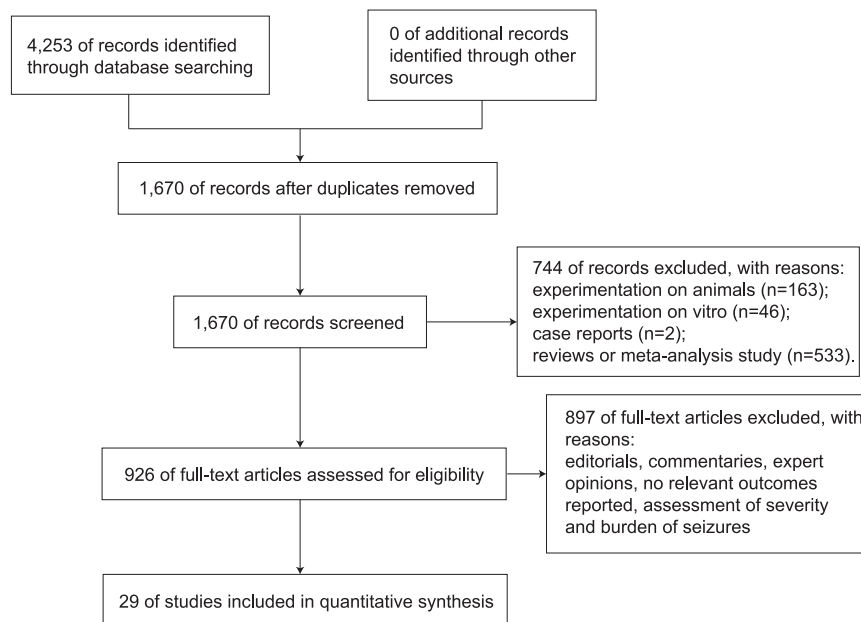 4,253 of records identified
through database searching
0 of additional records
identified through other
sources
1,670 of records after duplicates removed
1,670 of records screened
744 of records excluded, with reasons:
experimentation on animals (n=163);
experimentation on vitro (n=46);
case reports (n=2);
reviews or meta-analysis study (n=533).
926 of full-text articles assessed for eligibility
897 of full-text articles excluded, with
reasons:
editorials, commentaries, expert
opinions, no relevant outcomes
reported, assessment of severity
and burden of seizures
29 of studies included in quantitative synthesis